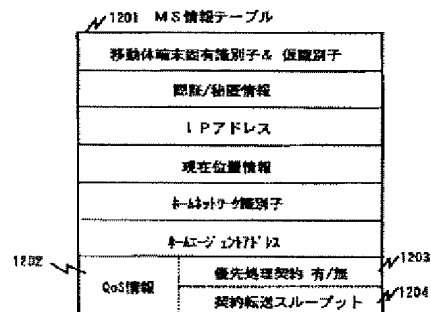 1201 MS情報テーブル
移動体端末固有識別子& 仮識別子
認証/秘匿情報
IPアドレス
現在位置情報
ホームネットワーク識別子
ホームエージェントアドレス
1202
QoS情報
優先処理契約 有/無
1203
契約転送スループット
1204